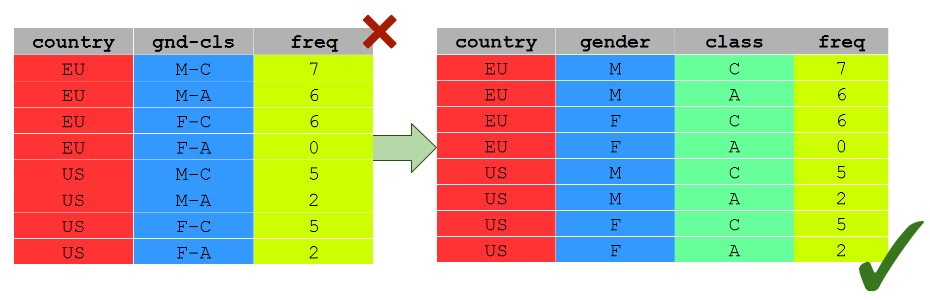 country gnd-cls freq
EU M-C 7
EU M-A 6
EU F-C 6
EU F-A 0
US M-C 5
US M-A 2
US F-C 5
US F-A 2
country gender class freq
EU M C 7
EU M A 6
EU F C 6
EU F A 0
US M C 5
US M A 2
US F C 5
US F A 2